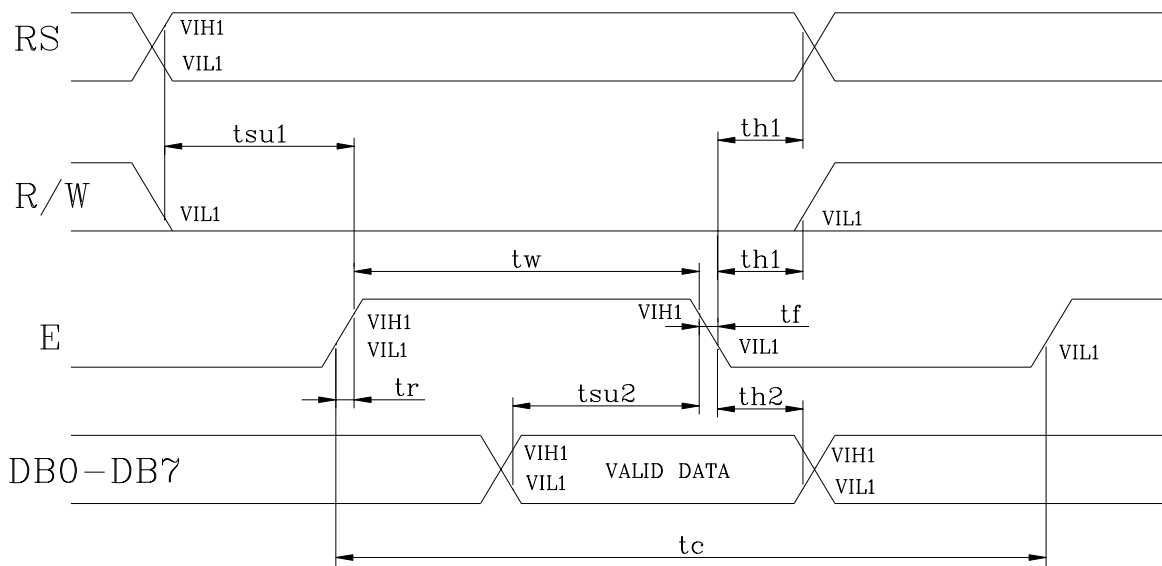 RS
VIH1
VIL1
tsu1
th1
R/W
VIL1
VIL1
tw
th1
E
VIH1
VIL1
VIH1
tf
VIL1
VIL1
tr
tsu2
th2
DB0-DB7
VIH1
VIL1
VALID DATA
VIH1
VIL1
tc